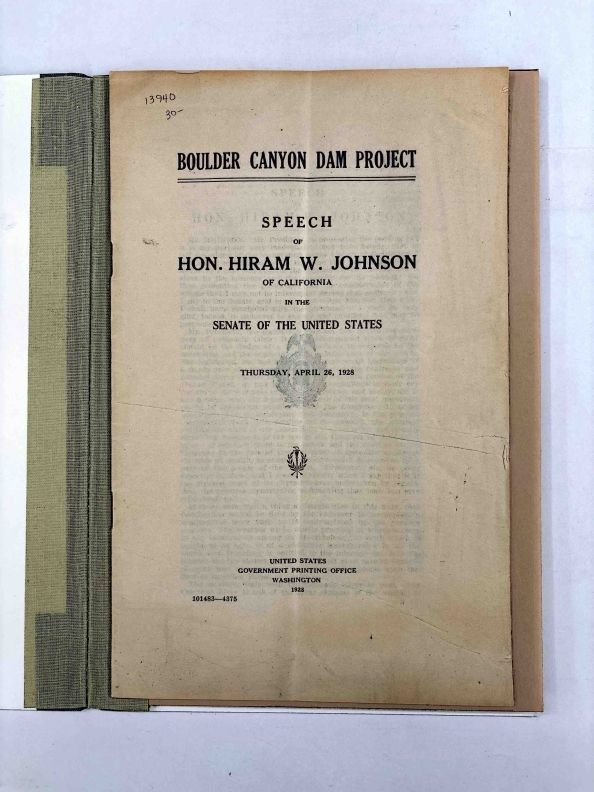 13940
30-
BOULDER CANYON DAM PROJECT
SPEECH
OF
HON. HIRAM W. JOHNSON
OF CALIFORNIA
IN THE
SENATE OF THE UNITED STATES
THURSDAY, APRIL 26, 1928
UNITED STATES
GOVERNMENT PRINTING OFFICE
WASHINGTON
1928
101483—4375